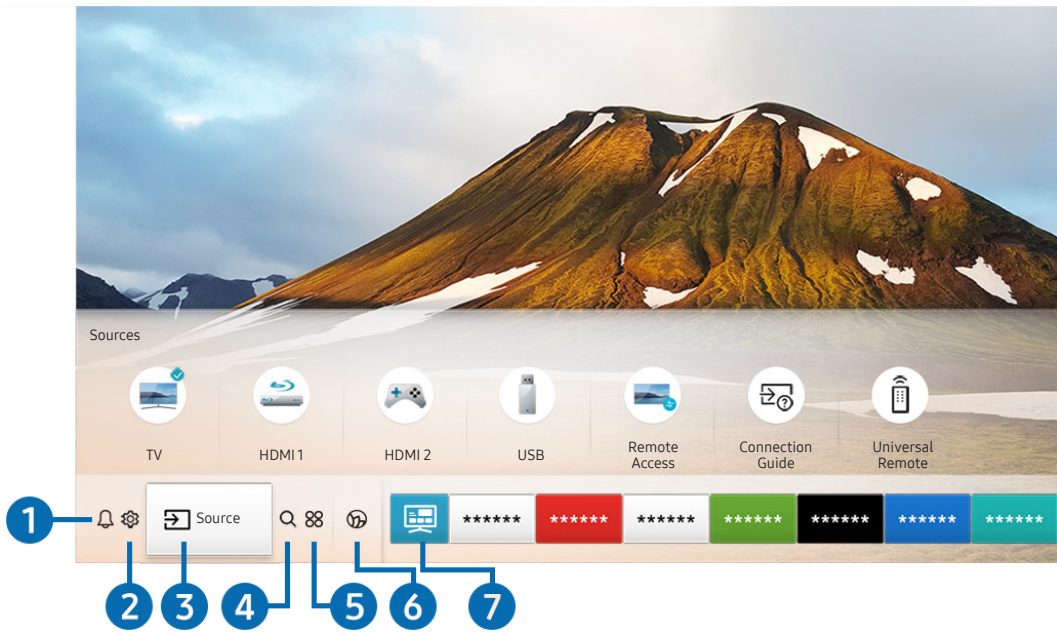 Sources
TV
HDMI 1
HDMI 2
USB
Remote
Access
Connection
Guide
Universal
Remote
1
Source
******
******
******
******
******
******
******
2
3
4
5
6
7